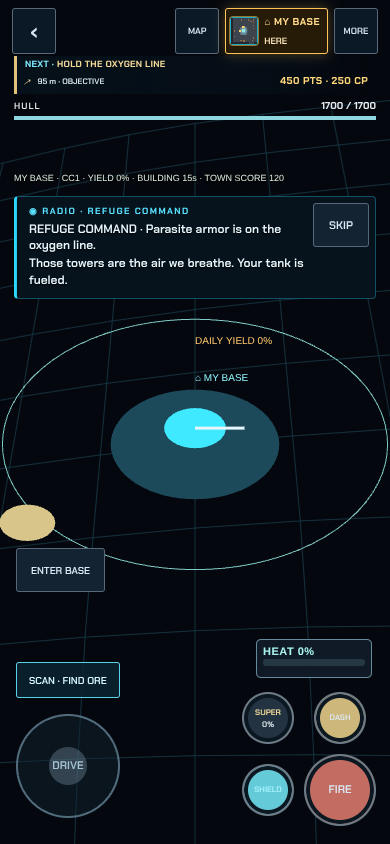 ‹
MAP
⌂ MY BASE
HERE
MORE
NEXT · HOLD THE OXYGEN LINE
↗ 95 m · OBJECTIVE
450 PTS · 250 CP
HULL
1700 / 1700
MY BASE · CC1 · YIELD 0% · BUILDING 15s · TOWN SCORE 120
◉ RADIO · REFUGE COMMAND
REFUGE COMMAND · Parasite armor is on the
oxygen line.
Those towers are the air we breathe. Your tank is
fueled.
SKIP
DAILY YIELD 0%
⌂ MY BASE
ENTER BASE
HEAT 0%
SCAN · FIND ORE
SUPER
0%
DASH
DRIVE
SHIELD
FIRE